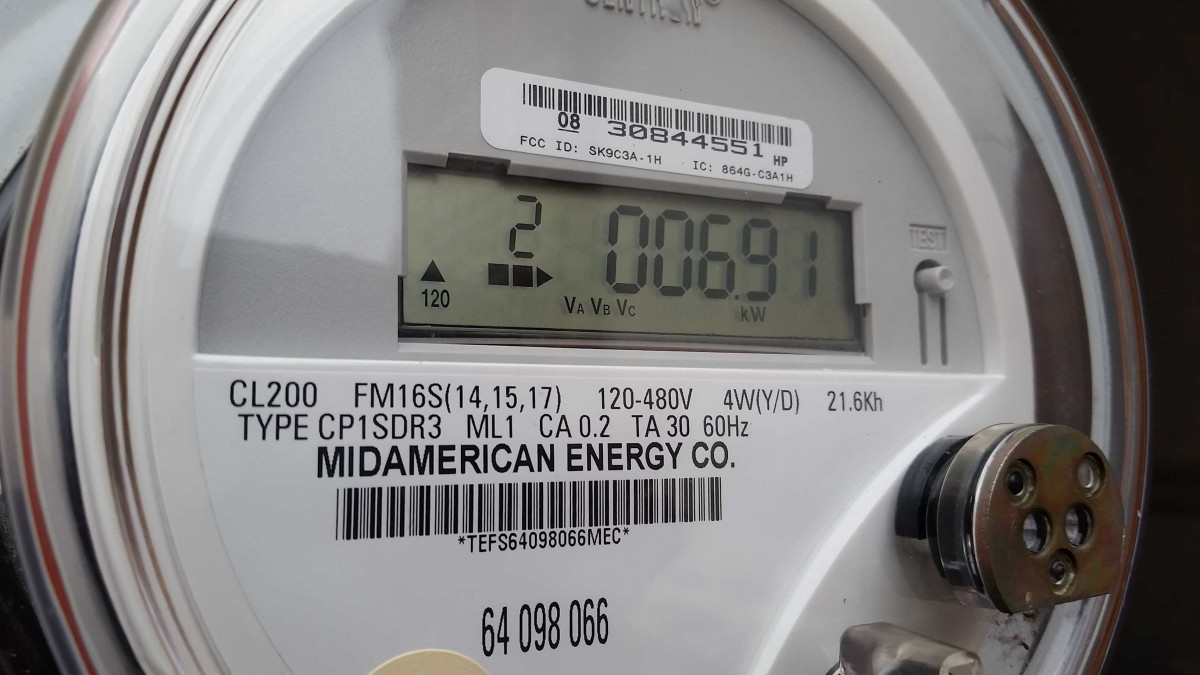 CENTRON®
08 30844551 HP
FCC ID: SK9C3A-1H IC: 864G-C3A1H
TEST
2 006.91
120
VA VB VC kW
CL200 FM16S(14,15,17) 120-480V 4W(Y/D) 21.6Kh
TYPE CP1SDR3 ML1 CA 0.2 TA 30 60Hz
MIDAMERICAN ENERGY CO.
*TEFS64098066MEC*
64 098 066